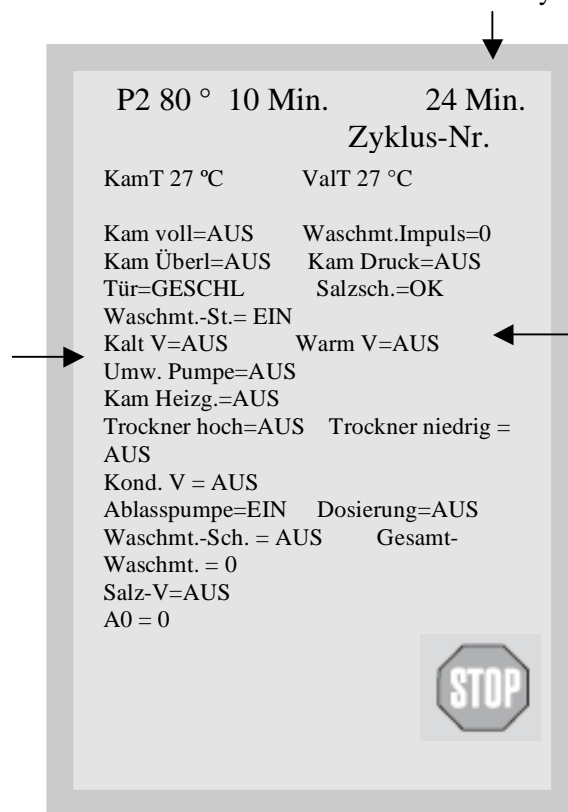 P2 80 ° 10 Min. 24 Min.
Zyklus-Nr.
KamT 27 ºC ValT 27 °C
Kam voll=AUS Waschmt.Impuls=0
Kam Überl=AUS Kam Druck=AUS
Tür=GESCHL Salzsch.=OK
Waschmt.-St.= EIN
Kalt V=AUS Warm V=AUS
Umw. Pumpe=AUS
Kam Heizg.=AUS
Trockner hoch=AUS Trockner niedrig =
AUS
Kond. V = AUS
Ablasspumpe=EIN Dosierung=AUS
Waschmt.-Sch. = AUS Gesamt-
Waschmt. = 0
Salz-V=AUS
A0 = 0
STOP